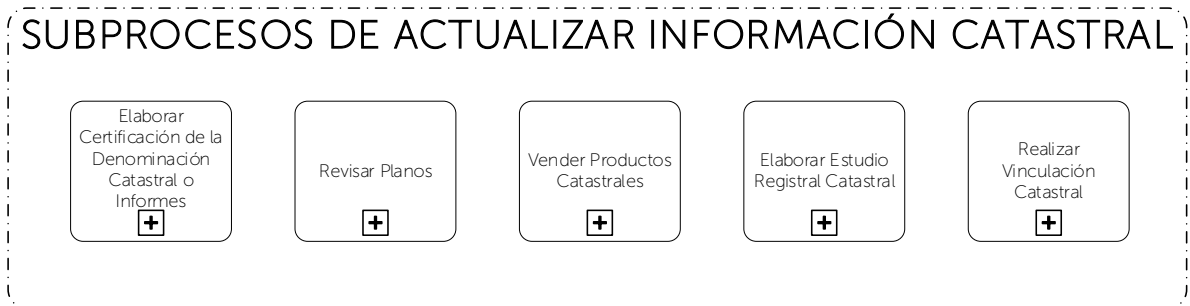 SUBPROCESOS DE ACTUALIZAR INFORMACIÓN CATASTRAL
Elaborar
Certificación de la
Denominación
Catastral o
Informes
Revisar Planos
Vender Productos
Catastrales
Elaborar Estudio
Registral Catastral
Realizar
Vinculación
Catastral